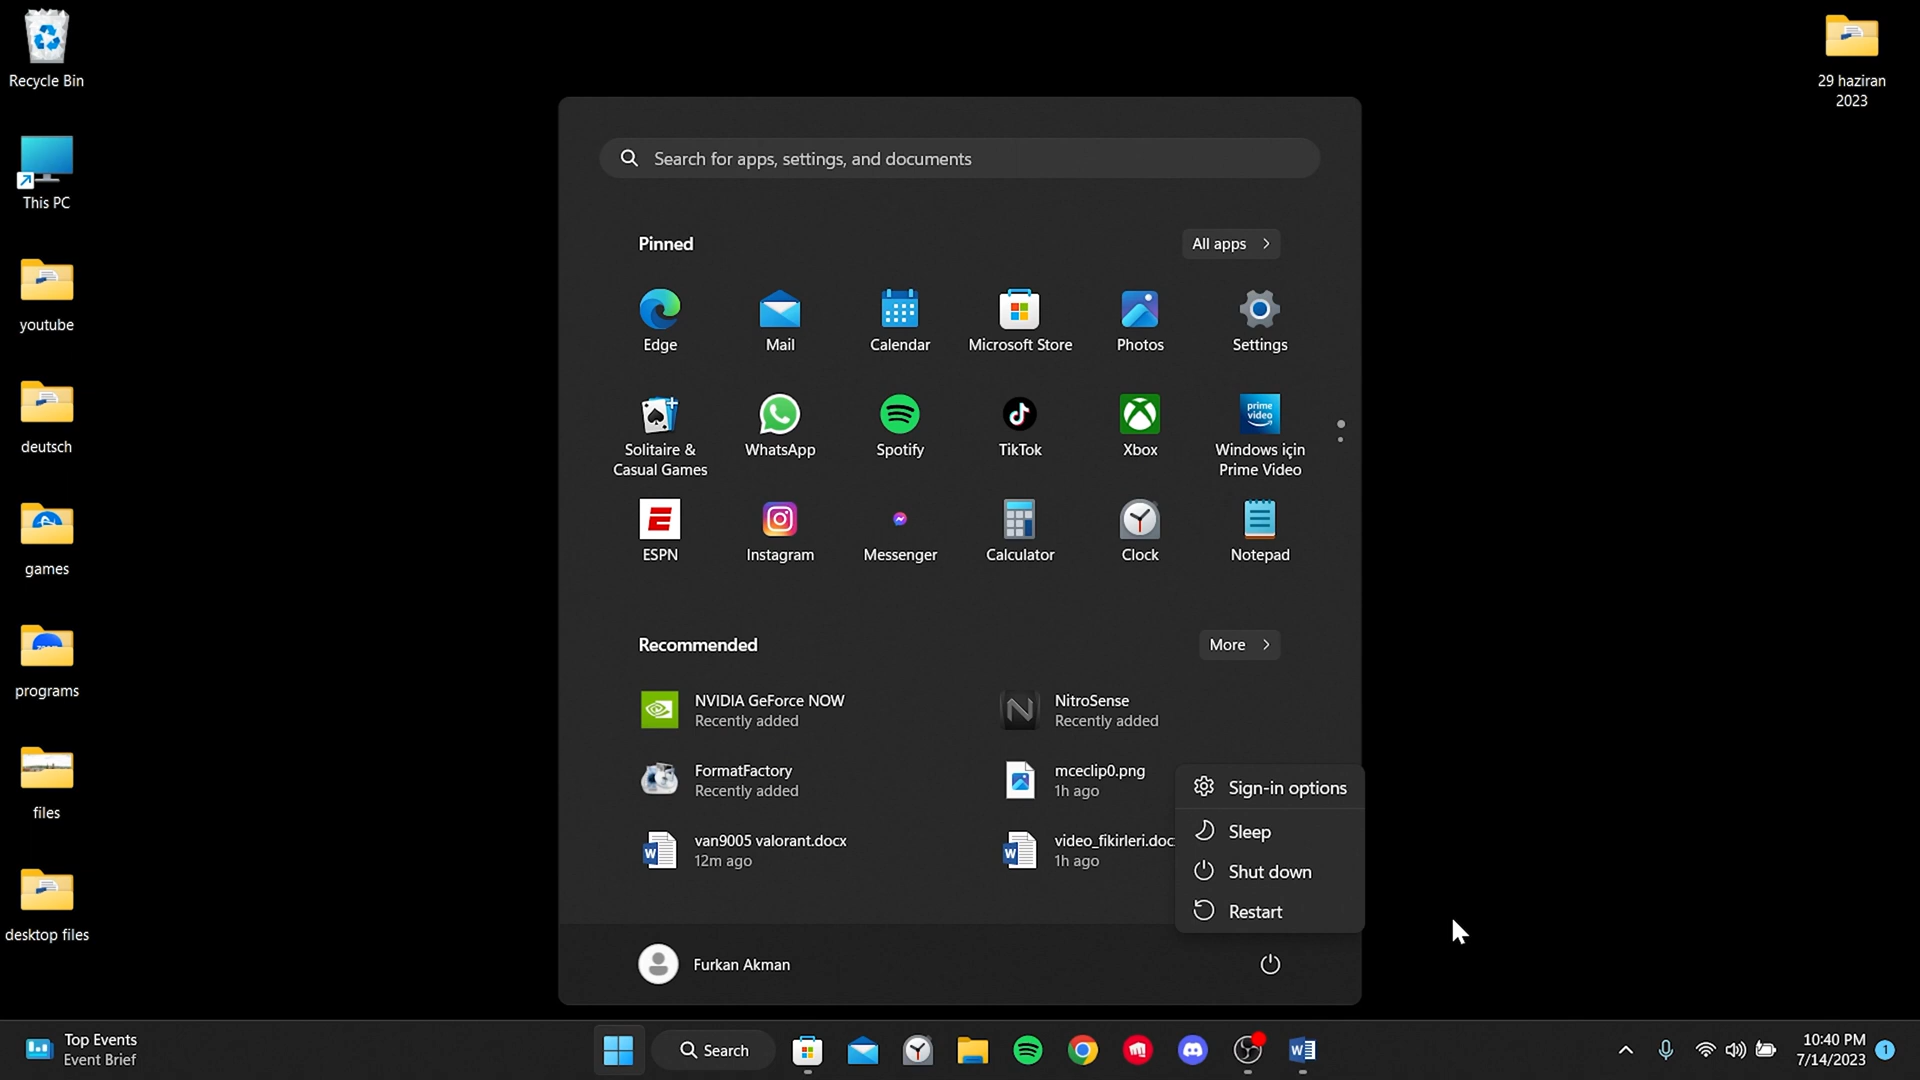 Recycle Bin
This PC
youtube
deutsch
games
programs
files
desktop files
29 haziran
2023
Search for apps, settings, and documents
Pinned
All apps
Edge
Mail
Calendar
Microsoft Store
Photos
Settings
Solitaire &
Casual Games
WhatsApp
Spotify
TikTok
Xbox
prime
video
Windows için
Prime Video
ESPN
Instagram
Messenger
Calculator
Clock
Notepad
Recommended
More
NVIDIA GeForce NOW
Recently added
NitroSense
Recently added
FormatFactory
Recently added
mceclip0.png
1h ago
van9005 valorant.docx
12m ago
video_fikirleri.doc
1h ago
Sign-in options
Sleep
Shut down
Restart
Furkan Akman
Top Events
Event Brief
Search
10:40 PM
7/14/2023
1